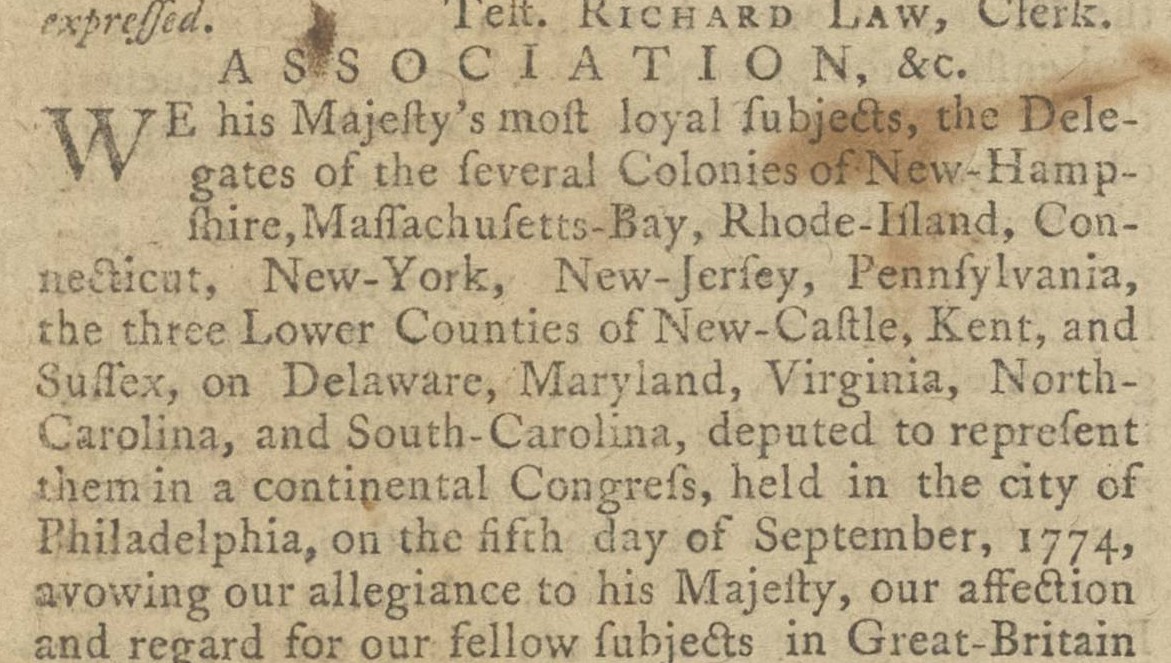 expreſſed. Teſt. RICHARD LAW, Clerk.
ASSOCIATION, &c.
WE his Majeſty's moſt loyal ſubjects, the Dele-
gates of the ſeveral Colonies of New-Hamp-
ſhire, Maſſachuſetts-Bay, Rhode-Iſland, Con-
necticut, New-York, New-Jerſey, Pennſylvania,
the three Lower Counties of New-Caſtle, Kent, and
Suſſex, on Delaware, Maryland, Virginia, North-
Carolina, and South-Carolina, deputed to repreſent
them in a continental Congreſs, held in the city of
Philadelphia, on the fifth day of September, 1774,
avowing our allegiance to his Majeſty, our affection
and regard for our fellow ſubjects in Great-Britain